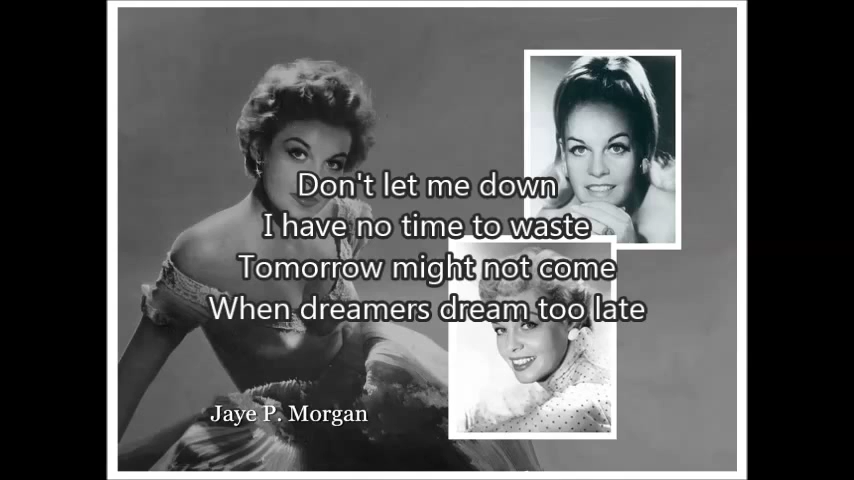 Don't let me down
I have no time to waste
Tomorrow might not come
When dreamers dream too late
Jaye P. Morgan